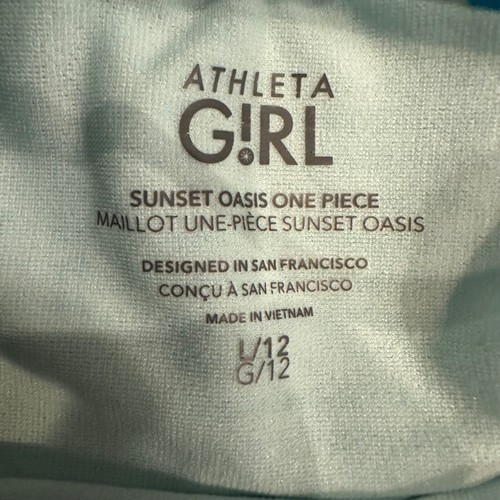 ATHLETA
G!RL
SUNSET OASIS ONE PIECE
MAILLOT UNE-PIÈCE SUNSET OASIS
DESIGNED IN SAN FRANCISCO
CONÇU À SAN FRANCISCO
MADE IN VIETNAM
L/12
G/12